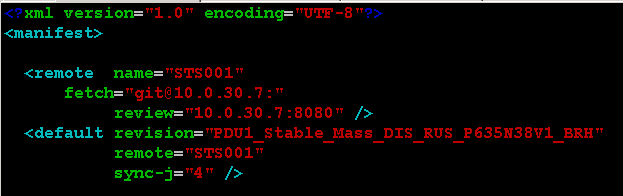 <?xml version="1.0" encoding="UTF-8"?>
<manifest>
<remote name="STS001"
fetch="git@10.0.30.7:"
review="10.0.30.7:8080" />
<default revision="PDU1_Stable_Mass_DIS_RUS_P635N38V1_BRH"
remote="STS001"
sync-j="4" />